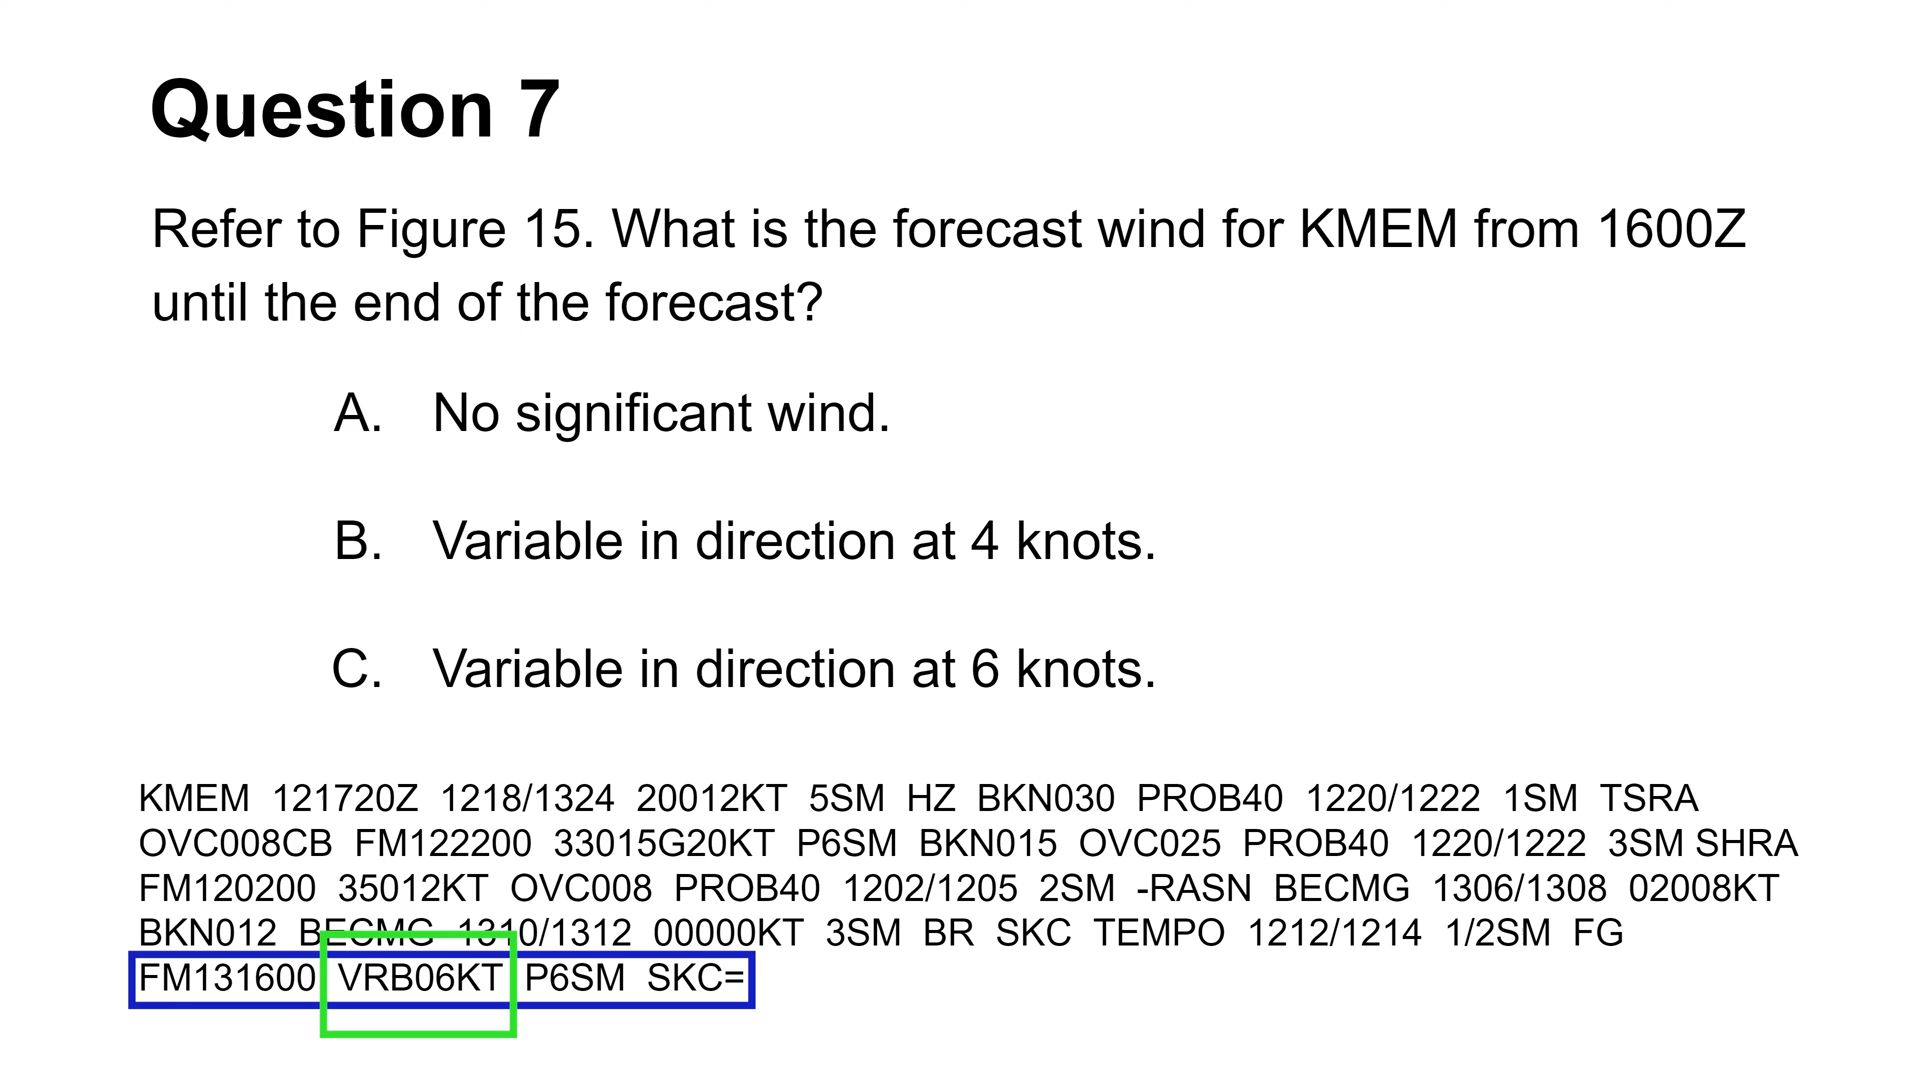 Question 7
Refer to Figure 15. What is the forecast wind for KMEM from 1600Z
until the end of the forecast?
A. No significant wind.
B. Variable in direction at 4 knots.
C. Variable in direction at 6 knots.
KMEM 121720Z 1218/1324 20012KT 5SM HZ BKN030 PROB40 1220/1222 1SM TSRA
OVC008CB FM122200 33015G20KT P6SM BKN015 OVC025 PROB40 1220/1222 3SM SHRA
FM120200 35012KT OVC008 PROB40 1202/1205 2SM -RASN BECMG 1306/1308 02008KT
BKN012 BECMG 1310/1312 00000KT 3SM BR SKC TEMPO 1212/1214 1/2SM FG
FM131600 VRB06KT P6SM SKC=